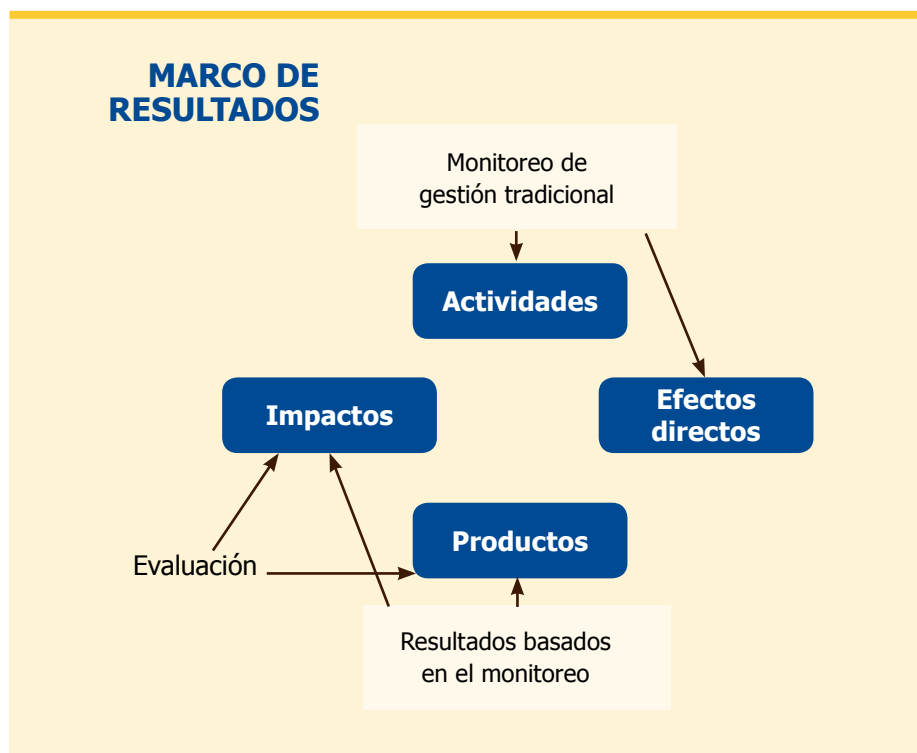 MARCO DE
RESULTADOS
Monitoreo de
gestión tradicional
Actividades
Impactos
Efectos
directos
Productos
Evaluación
Resultados basados
en el monitoreo